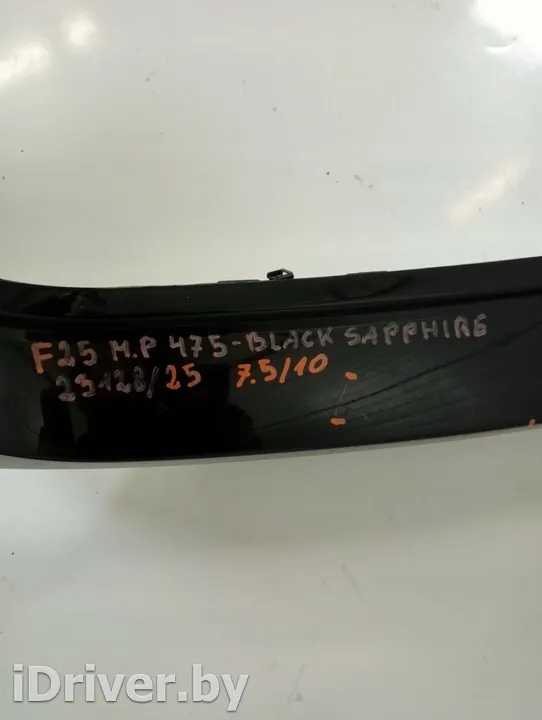 F25 M.P 475-BLACK SAPPHIRE
23128/25 7.5/10
iDriver.by